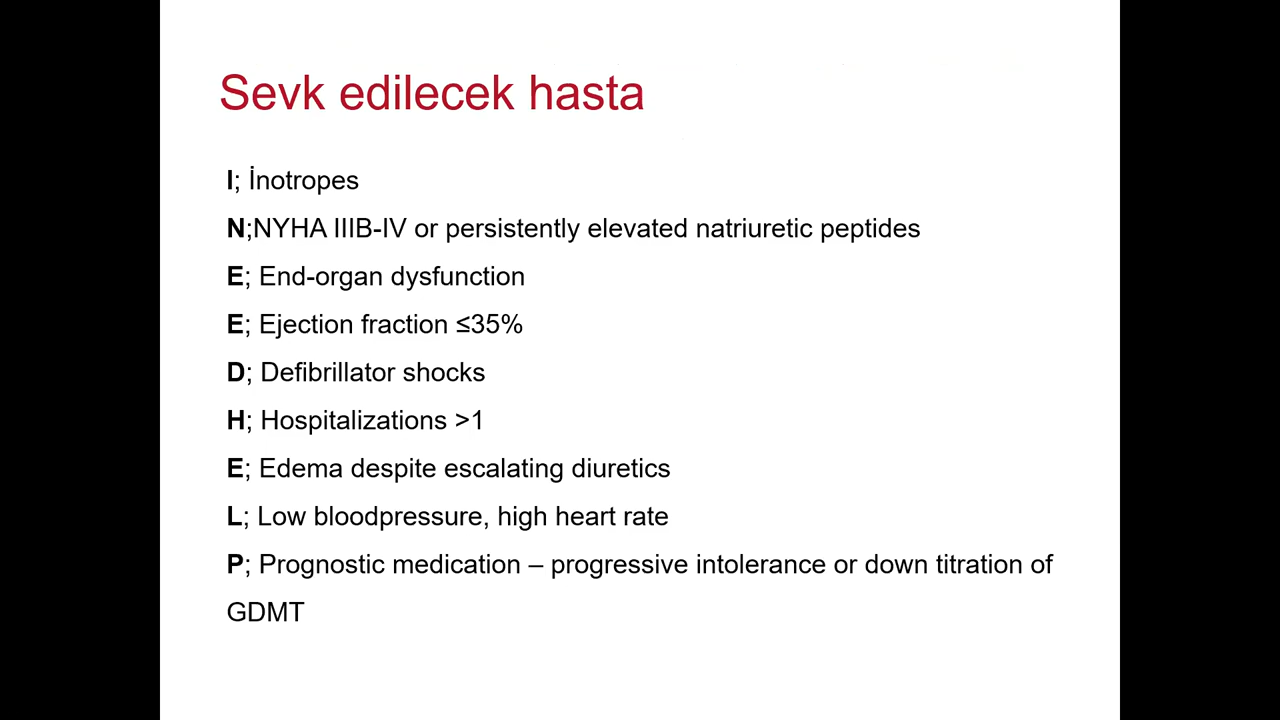 Sevk edilecek hasta
I; İnotropes
N;NYHA IIIB-IV or persistently elevated natriuretic peptides
E; End-organ dysfunction
E; Ejection fraction ≤35%
D; Defibrillator shocks
H; Hospitalizations >1
E; Edema despite escalating diuretics
L; Low bloodpressure, high heart rate
P; Prognostic medication – progressive intolerance or down titration of
GDMT